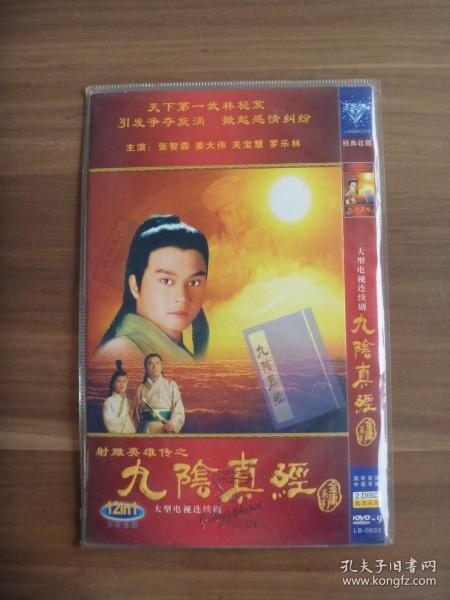 天下第一武林秘笈
引发争夺旋涡 掀起感情纠纷
主演：张智霖 姜大伟 关宝慧 罗乐林
九陰真經
射雕英雄传之
九陰真經
大型电视连续剧
12in1
经典收藏
大型电视连续剧
九陰真經
2 DISC
DVD-9
LB-0802
孔夫子旧书网